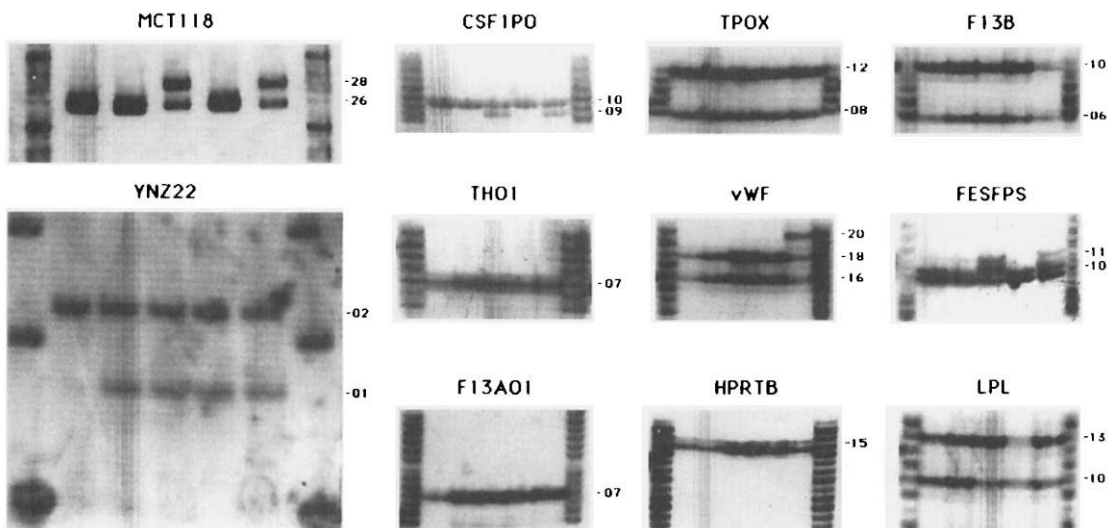 MCT118
CSF1PO
TPOX
F13B
-28
-26
-10
-09
-12
-08
-10
-06
YNZ22
TH01
vWF
FESFPS
-02
-01
-07
-20
-18
-16
-11
-10
F13A01
HPRTB
LPL
-07
-15
-13
-10